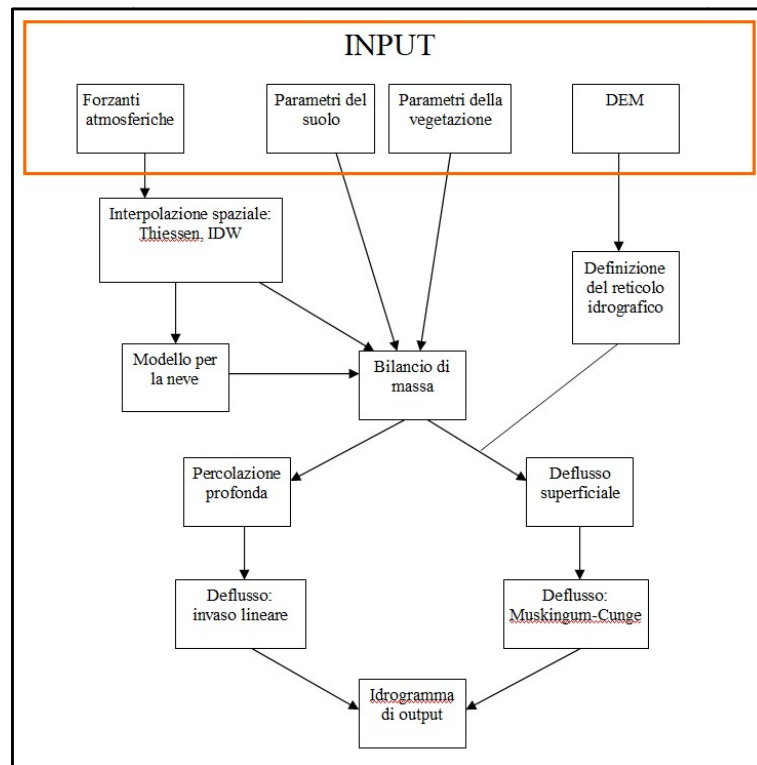 INPUT
Forzanti
atmosferiche
Parametri del
suolo
Parametri della
vegetazione
DEM
Interpolazione spaziale:
Thiessen, IDW
Definizione
del reticolo
idrografico
Modello per
la neve
Bilancio di
massa
Percolazione
profonda
Deflusso
superficiale
Deflusso:
invaso lineare
Deflusso:
Muskingum-Cunge
Idrogramma
di output